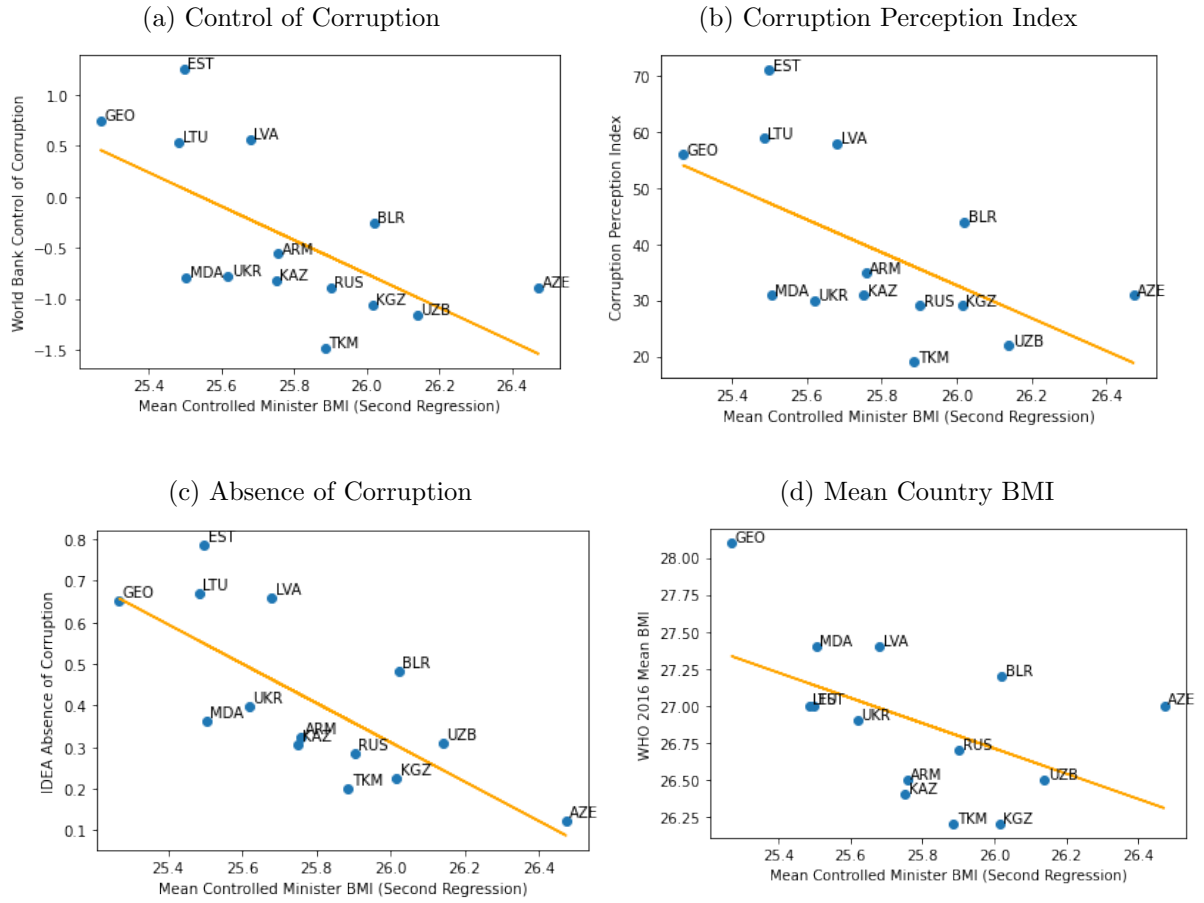 (a) Control of Corruption
World Bank Control of Corruption
1.0
0.5
0.0
−0.5
−1.0
−1.5
EST
GEO
LTU
LVA
BLR
ARM
MDA
UKR
KAZ
RUS
AZE
KGZ
UZB
TKM
25.4 25.6 25.8 26.0 26.2 26.4
Mean Controlled Minister BMI (Second Regression)
(b) Corruption Perception Index
Corruption Perception Index
70
60
50
40
30
20
EST
LTU
LVA
GEO
BLR
ARM
MDA
UKR
KAZ
RUS
KGZ
AZE
UZB
TKM
25.4 25.6 25.8 26.0 26.2 26.4
Mean Controlled Minister BMI (Second Regression)
(c) Absence of Corruption
IDEA Absence of Corruption
0.8
0.7
0.6
0.5
0.4
0.3
0.2
0.1
EST
LTU
GEO
LVA
BLR
UKR
MDA
ARM
KAZ
RUS
UZB
KGZ
TKM
AZE
25.4 25.6 25.8 26.0 26.2 26.4
Mean Controlled Minister BMI (Second Regression)
(d) Mean Country BMI
WHO 2016 Mean BMI
28.00
27.75
27.50
27.25
27.00
26.75
26.50
26.25
GEO
MDA
LVA
BLR
AZE
UKR
RUS
ARM
KAZ
UZB
TKM
KGZ
25.4 25.6 25.8 26.0 26.2 26.4
Mean Controlled Minister BMI (Second Regression)